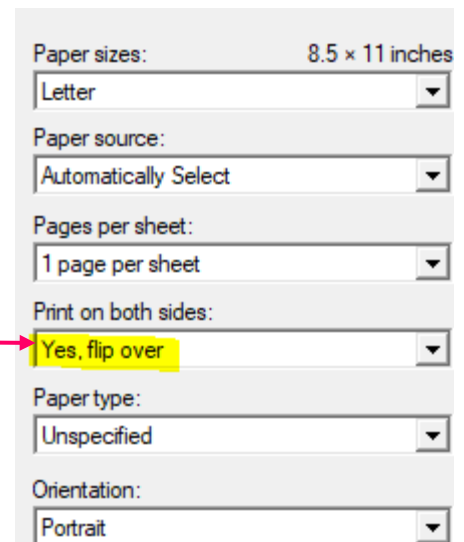 Paper sizes: 8.5 × 11 inches
Letter
Paper source:
Automatically Select
Pages per sheet:
1 page per sheet
Print on both sides:
Yes, flip over
Paper type:
Unspecified
Orientation:
Portrait